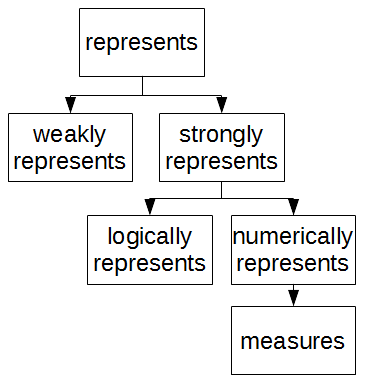 represents
weakly
represents
strongly
represents
logically
represents
numerically
represents
measures